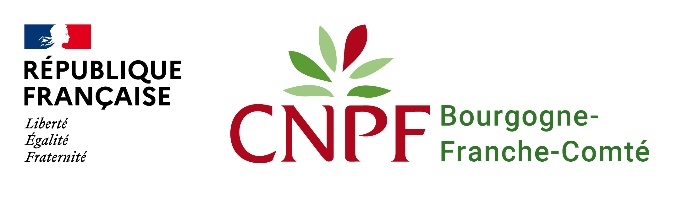 RÉPUBLIQUE
FRANÇAISE
Liberté
Égalité
Fraternité
CNPF
Bourgogne-
Franche-Comté